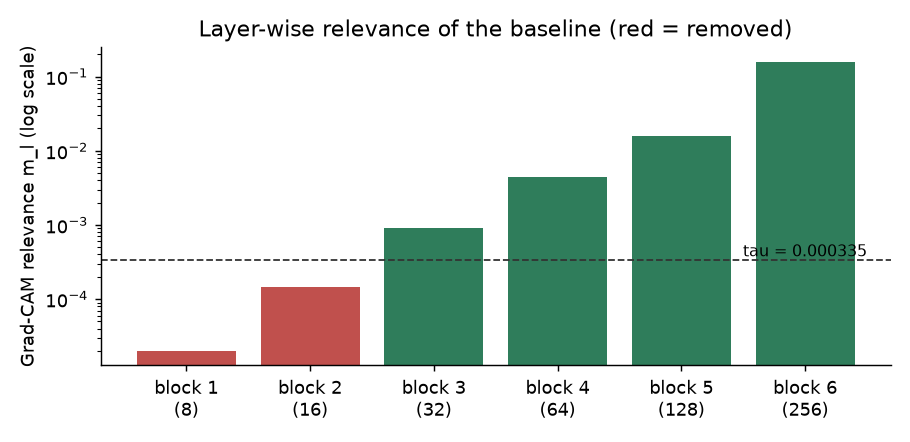 Layer-wise relevance of the baseline (red = removed)
Grad-CAM relevance m_l (log scale)
10⁻¹
10⁻²
10⁻³
10⁻⁴
tau = 0.000335
block 1
(8)
block 2
(16)
block 3
(32)
block 4
(64)
block 5
(128)
block 6
(256)